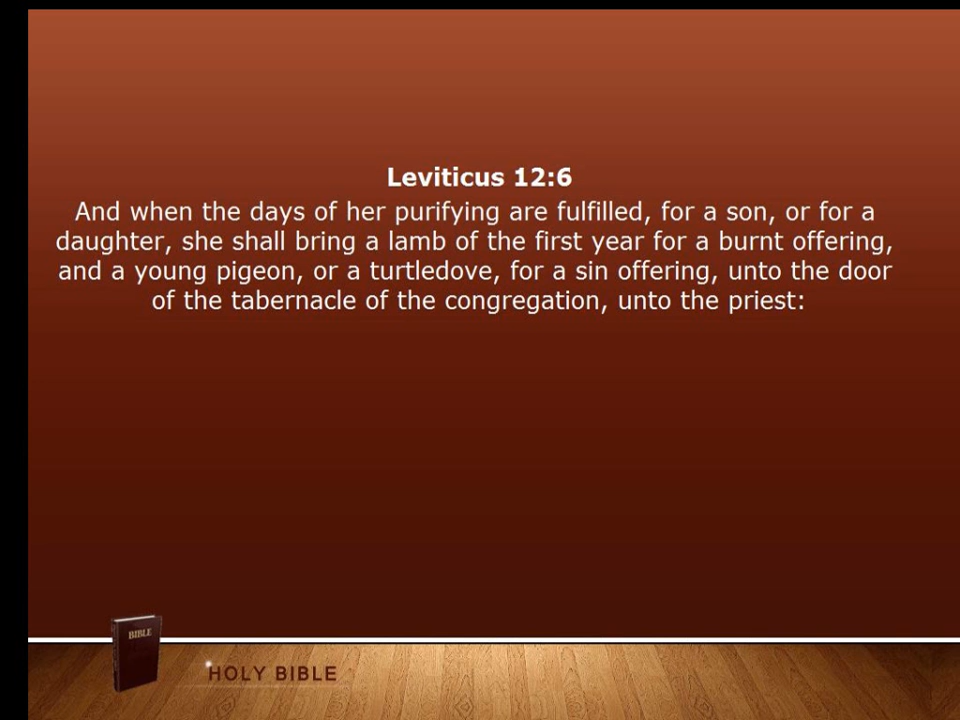 Leviticus 12:6
And when the days of her purifying are fulfilled, for a son, or for a
daughter, she shall bring a lamb of the first year for a burnt offering,
and a young pigeon, or a turtledove, for a sin offering, unto the door
of the tabernacle of the congregation, unto the priest:
BIBLE
HOLY BIBLE